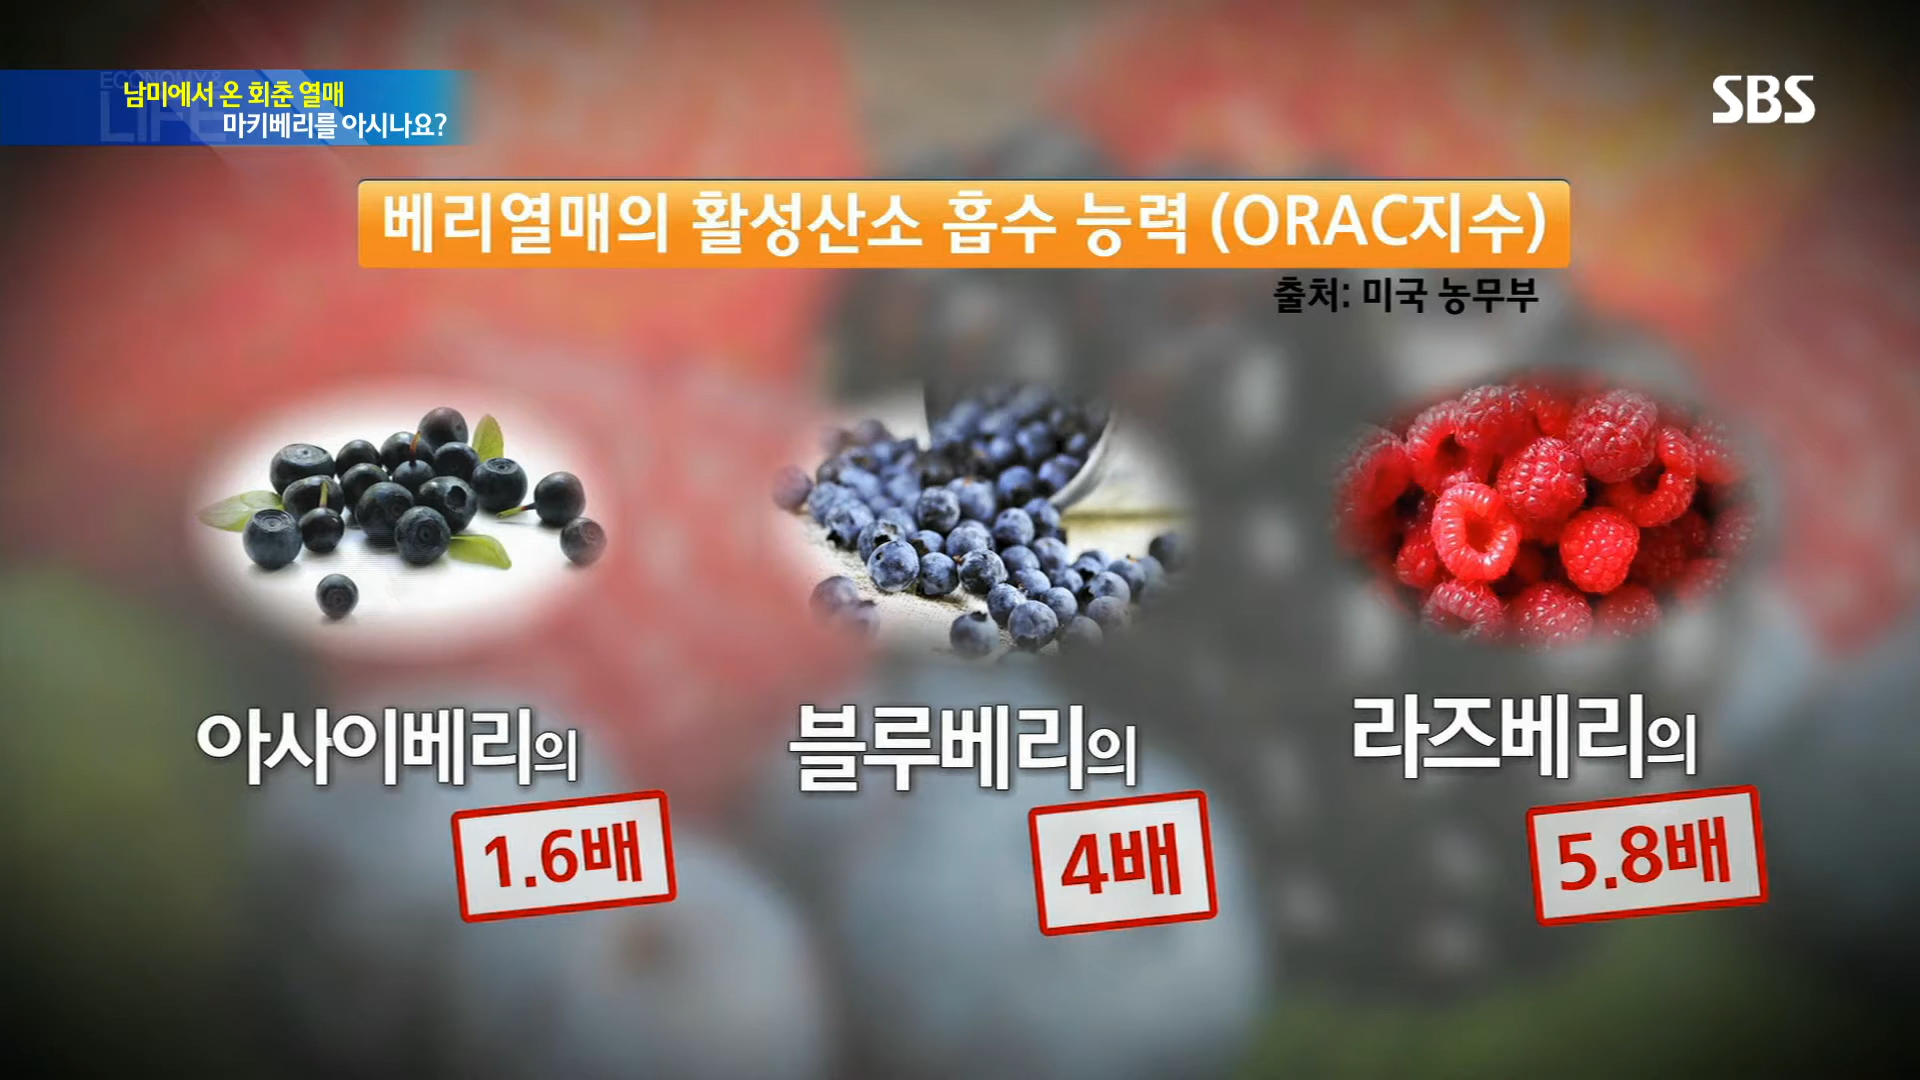 ECONOMY&
LIFE
남미에서 온 회춘 열매
마키베리를 아시나요?
SBS
베리열매의 활성산소 흡수 능력 (ORAC지수)
출처: 미국 농무부
아사이베리의
1.6배
블루베리의
4배
라즈베리의
5.8배